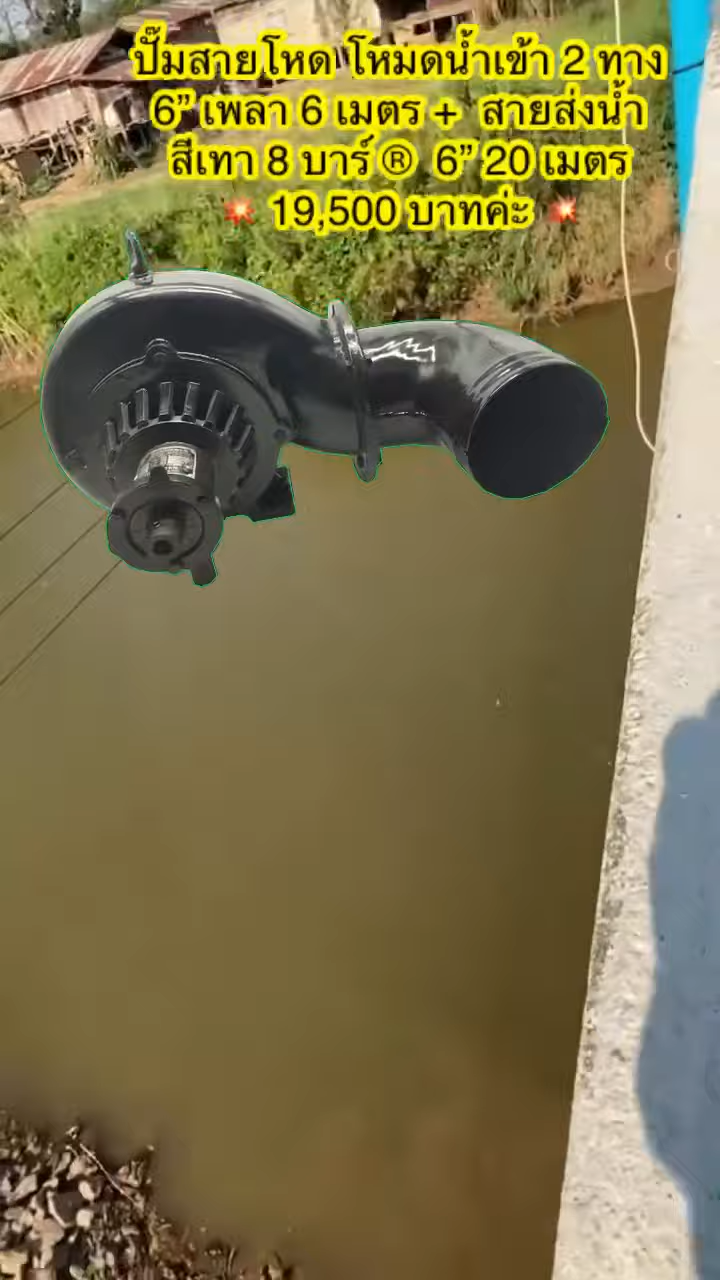 ปั๊มสายโหด โหมดน้ำเข้า 2 ทาง
6” เพลา 6 เมตร + สายส่งน้ำ
สีเทา 8 บาร์ ® 6” 20 เมตร
💥 19,500 บาทค่ะ 💥